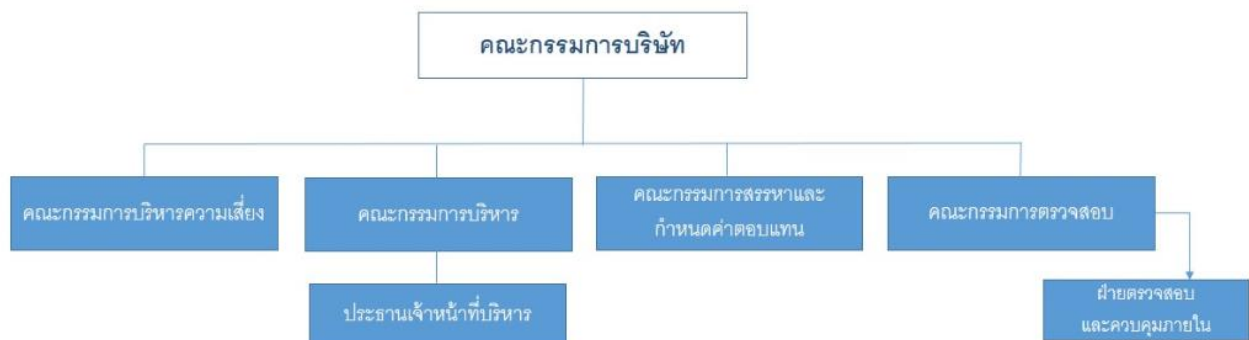 คณะกรรมการบริษัท
คณะกรรมการบริหารความเสี่ยง
คณะกรรมการบริหาร
คณะกรรมการสรรหาและ
กำหนดค่าตอบแทน
คณะกรรมการตรวจสอบ
ประธานเจ้าหน้าที่บริหาร
ฝ่ายตรวจสอบ
และควบคุมภายใน